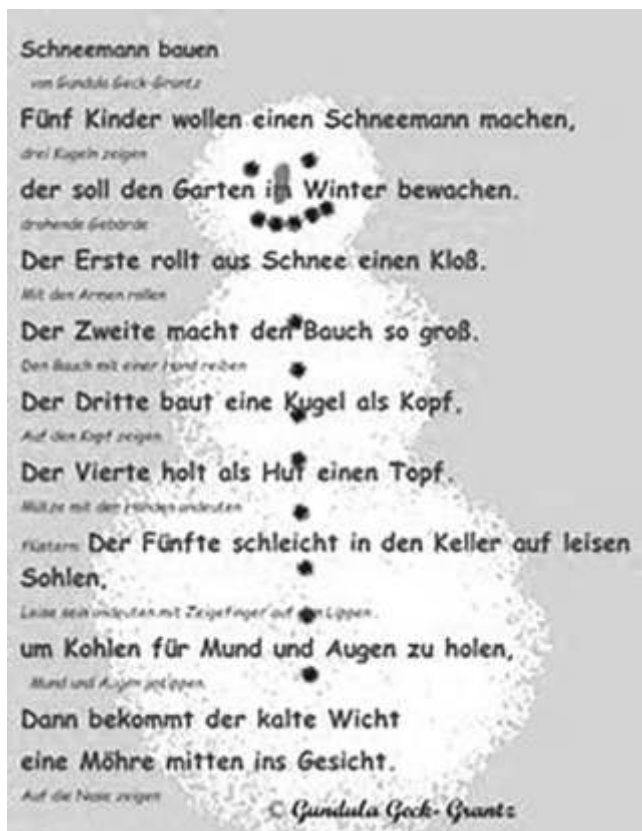 Schneemann bauen
von Gundula Geck-Grantz
Fünf Kinder wollen einen Schneemann machen,
drei Kugeln zeigen
der soll den Garten im Winter bewachen.
drohende Gebärde
Der Erste rollt aus Schnee einen Kloß.
Mit den Armen rollen
Der Zweite macht den Bauch so groß.
Den Bauch mit einer Hand reiben
Der Dritte baut eine Kugel als Kopf,
Auf den Kopf zeigen
Der Vierte holt als Hut einen Topf.
Mütze mit den Händen andeuten
flüstern: Der Fünfte schleicht in den Keller auf leisen
Sohlen,
Leise sein andeuten mit Zeigefinger auf den Lippen.
um Kohlen für Mund und Augen zu holen,
Mund und Augen antippen
Dann bekommt der kalte Wicht
eine Möhre mitten ins Gesicht.
Auf die Nase zeigen
© Gundula Geck- Grantz